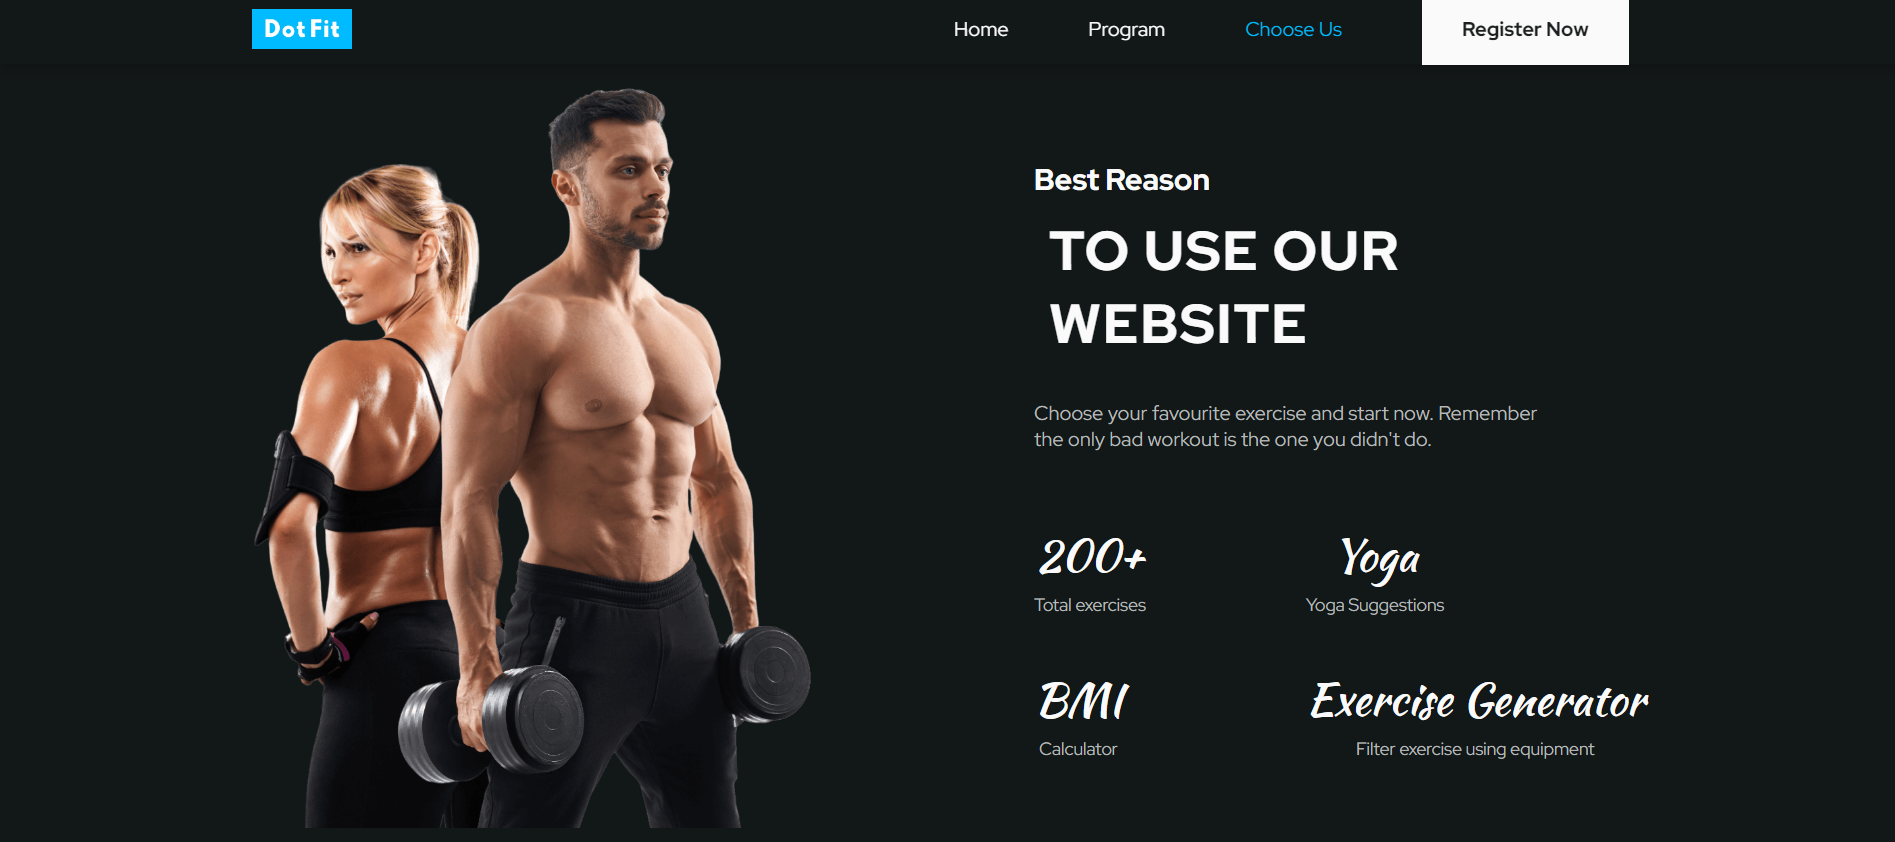 Dot Fit
Home
Program
Choose Us
Register Now
Best Reason
TO USE OUR
WEBSITE
Choose your favourite exercise and start now. Remember
the only bad workout is the one you didn't do.
200+
Total exercises
Yoga
Yoga Suggestions
BMI
Calculator
Exercise Generator
Filter exercise using equipment